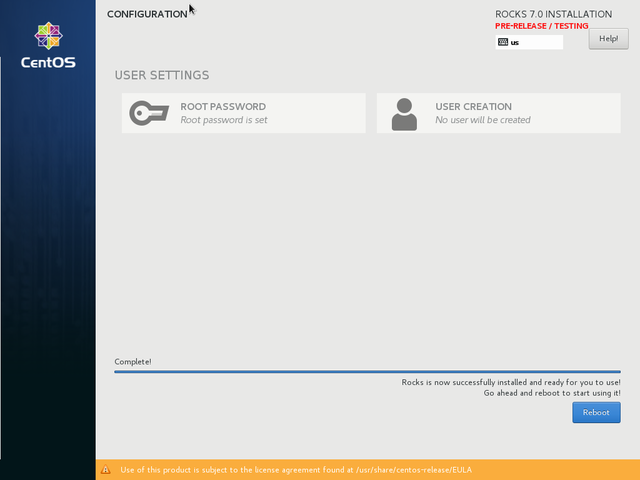 CONFIGURATION
ROCKS 7.0 INSTALLATION
PRE-RELEASE / TESTING
us
Help!
CentOS
USER SETTINGS
ROOT PASSWORD
Root password is set
USER CREATION
No user will be created
Complete!
Rocks is now successfully installed and ready for you to use!
Go ahead and reboot to start using it!
Reboot
Use of this product is subject to the license agreement found at /usr/share/centos-release/EULA